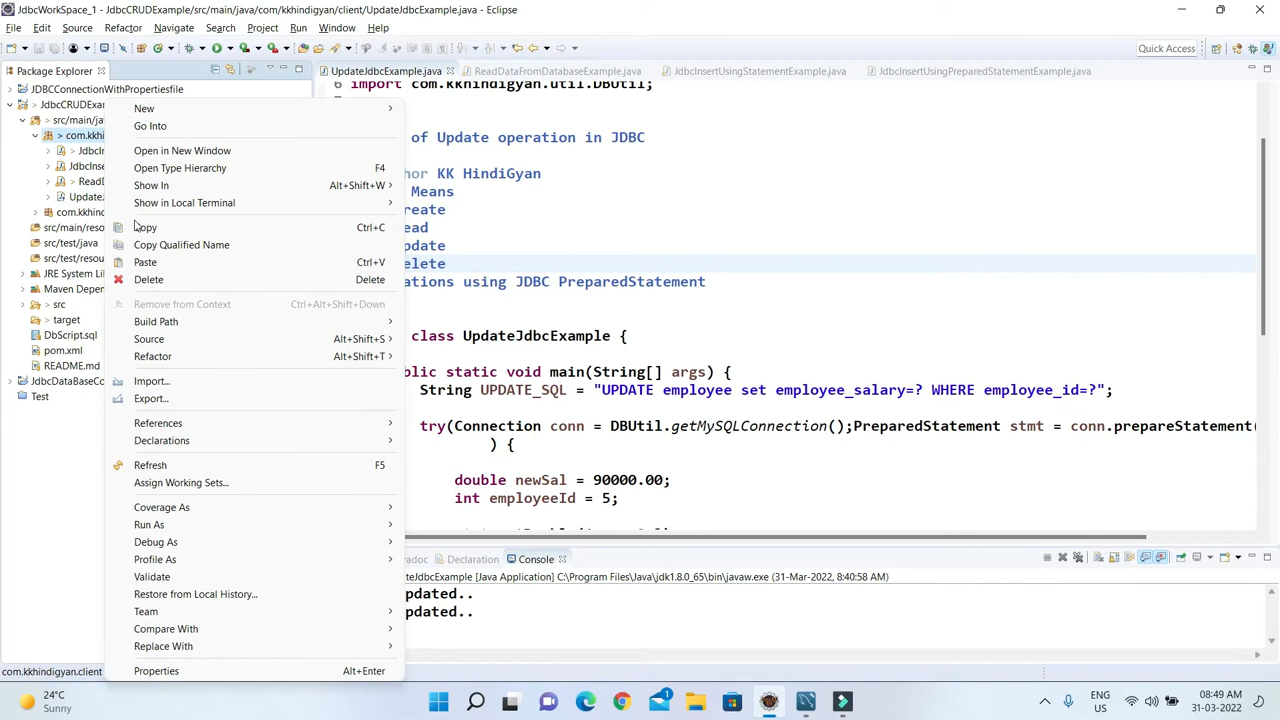 JdbcWorkSpace_1 - JdbcCRUDExample/src/main/java/com/kkhindigyan/client/UpdateJdbcExample.java - Eclipse
File Edit Source Refactor Navigate Search Project Run Window Help
Quick Access
Package Explorer
UpdateJdbcExample.java
ReadDataFromDatabaseExample.java
JdbcInsertUsingStatementExample.java
JdbcInsertUsingPreparedStatementExample.java
JDBCConnectionWithPropertiesfile
> JdbcCRUDExa
> src/main/ja
> com.kkhi
> JdbcIn
JdbcInse
> ReadD
Update
com.kkhind
src/main/resou
src/test/java
src/test/resou
JRE System Li
Maven Depen
> src
> target
DbScript.sql
pom.xml
README.md
JdbcDataBaseCo
Test
New
Go Into
Open in New Window
Open Type Hierarchy F4
Show In Alt+Shift+W
Show in Local Terminal
Copy Ctrl+C
Copy Qualified Name
Paste Ctrl+V
Delete Delete
Remove from Context Ctrl+Alt+Shift+Down
Build Path
Source Alt+Shift+S
Refactor Alt+Shift+T
Import...
Export...
References
Declarations
Refresh F5
Assign Working Sets...
Coverage As
Run As
Debug As
Profile As
Validate
Restore from Local History...
Team
Compare With
Replace With
Properties Alt+Enter
6 import com.kkhindigyan.util.DBUtil;
of Update operation in JDBC
hor KK HindiGyan
Means
reate
ead
pdate
elete
ations using JDBC PreparedStatement
class UpdateJdbcExample {
blic static void main(String[] args) {
String UPDATE_SQL = "UPDATE employee set employee_salary=? WHERE employee_id=?";
try(Connection conn = DBUtil.getMySQLConnection();PreparedStatement stmt = conn.prepareStatement(
) {
double newSal = 90000.00;
int employeeId = 5;
adoc Declaration Console
teJdbcExample [Java Application] C:\Program Files\Java\jdk1.8.0_65\bin\javaw.exe (31-Mar-2022, 8:40:58 AM)
pdated..
pdated..
com.kkhindigyan.client
24°C
Sunny
1
ENG
US
08:49 AM
31-03-2022